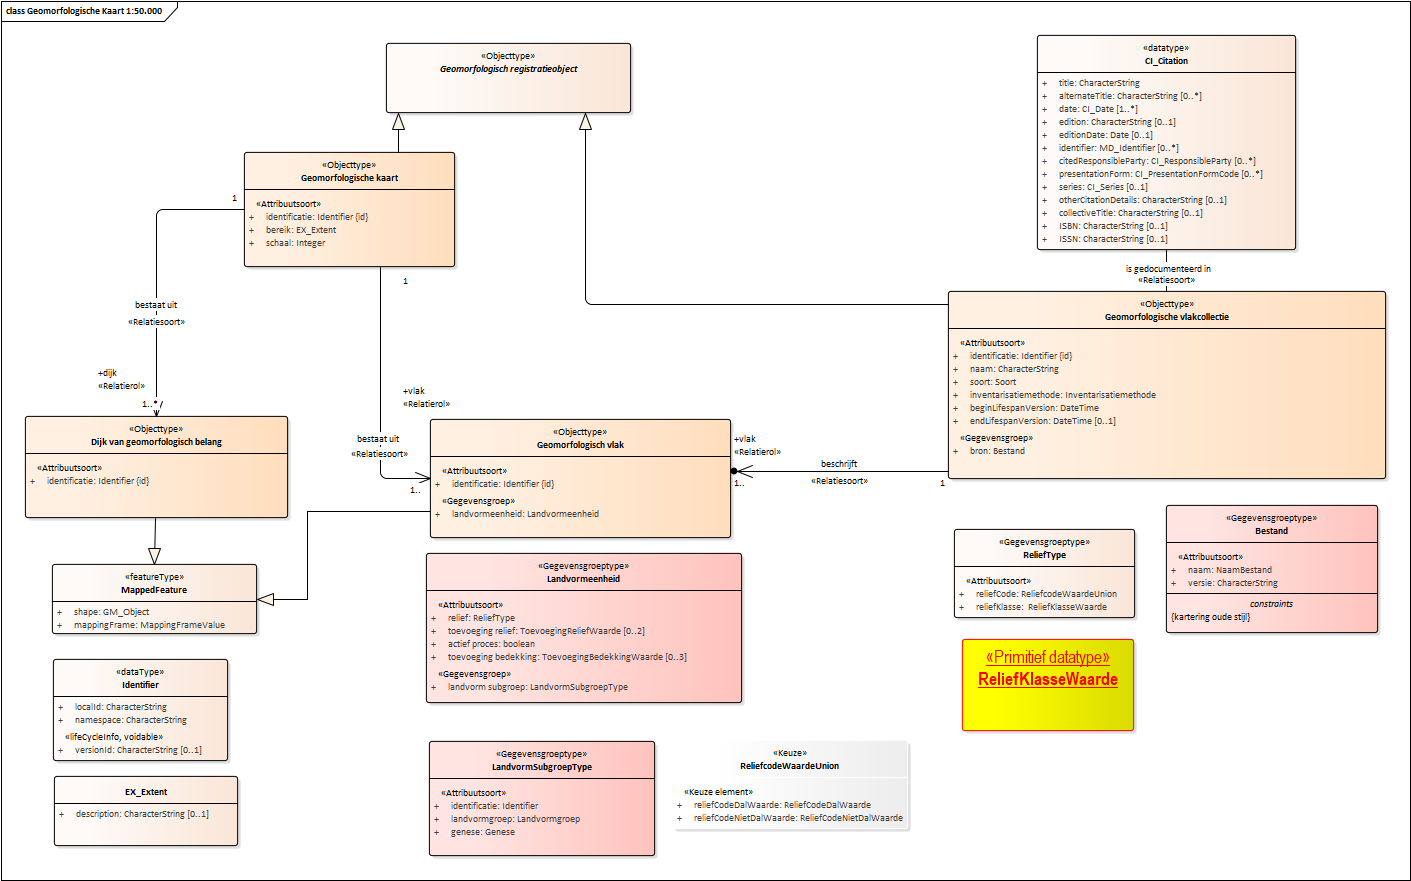 class Geomorfologische Kaart 1:50.000
«Objecttype»
Geomorfologisch registratieobject
«datatype»
CI_Citation
+ title: CharacterString
+ alternateTitle: CharacterString [0..*]
+ date: CI_Date [1..*]
+ edition: CharacterString [0..1]
+ editionDate: Date [0..1]
+ identifier: MD_Identifier [0..*]
+ citedResponsibleParty: CI_ResponsibleParty [0..*]
+ presentationForm: CI_PresentationFormCode [0..*]
+ series: CI_Series [0..1]
+ otherCitationDetails: CharacterString [0..1]
+ collectiveTitle: CharacterString [0..1]
+ ISBN: CharacterString [0..1]
+ ISSN: CharacterString [0..1]
«Objecttype»
Geomorfologische kaart
«Attribuutsoort»
+ identificatie: Identifier {id}
+ bereik: EX_Extent
+ schaal: Integer
1
bestaat uit
«Relatiesoort»
+dijk
«Relatierol»
1..*
1
+vlak
«Relatierol»
bestaat uit
«Relatiesoort»
1..
is gedocumenteerd in
«Relatiesoort»
«Objecttype»
Geomorfologische vlakcollectie
«Attribuutsoort»
+ identificatie: Identifier {id}
+ naam: CharacterString
+ soort: Soort
+ inventarisatiemethode: Inventarisatiemethode
+ beginLifespanVersion: DateTime
+ endLifespanVersion: DateTime [0..1]
«Gegevensgroep»
+ bron: Bestand
+vlak
«Relatierol»
1..
beschrijft
«Relatiesoort»
1
«Objecttype»
Dijk van geomorfologisch belang
«Attribuutsoort»
+ identificatie: Identifier {id}
«Objecttype»
Geomorfologisch vlak
«Attribuutsoort»
+ identificatie: Identifier {id}
«Gegevensgroep»
+ landvormeenheid: Landvormeenheid
«featureType»
MappedFeature
+ shape: GM_Object
+ mappingFrame: MappingFrameValue
«Gegevensgroeptype»
Landvormeenheid
«Attribuutsoort»
+ relief: ReliefType
+ toevoeging relief: ToevoegingReliefWaarde [0..2]
+ actief proces: boolean
+ toevoeging bedekking: ToevoegingBedekkingWaarde [0..3]
«Gegevensgroep»
+ landvorm subgroep: LandvormSubgroepType
«Gegevensgroeptype»
ReliefType
«Attribuutsoort»
+ reliefCode: ReliefcodeWaardeUnion
+ reliefKlasse: ReliefKlasseWaarde
«Gegevensgroeptype»
Bestand
«Attribuutsoort»
+ naam: NaamBestand
+ versie: CharacterString
constraints
{kartering oude stijl}
«Primitief datatype»
ReliefKlasseWaarde
«dataType»
Identifier
+ localId: CharacterString
+ namespace: CharacterString
«lifeCycleInfo, voidable»
+ versionId: CharacterString [0..1]
EX_Extent
+ description: CharacterString [0..1]
«Gegevensgroeptype»
LandvormSubgroepType
«Attribuutsoort»
+ identificatie: Identifier
+ landvormgroep: Landvormgroep
+ genese: Genese
«Keuze»
ReliefcodeWaardeUnion
«Keuze element»
+ reliefCodeDalWaarde: ReliefCodeDalWaarde
+ reliefCodeNietDalWaarde: ReliefCodeNietDalWaarde